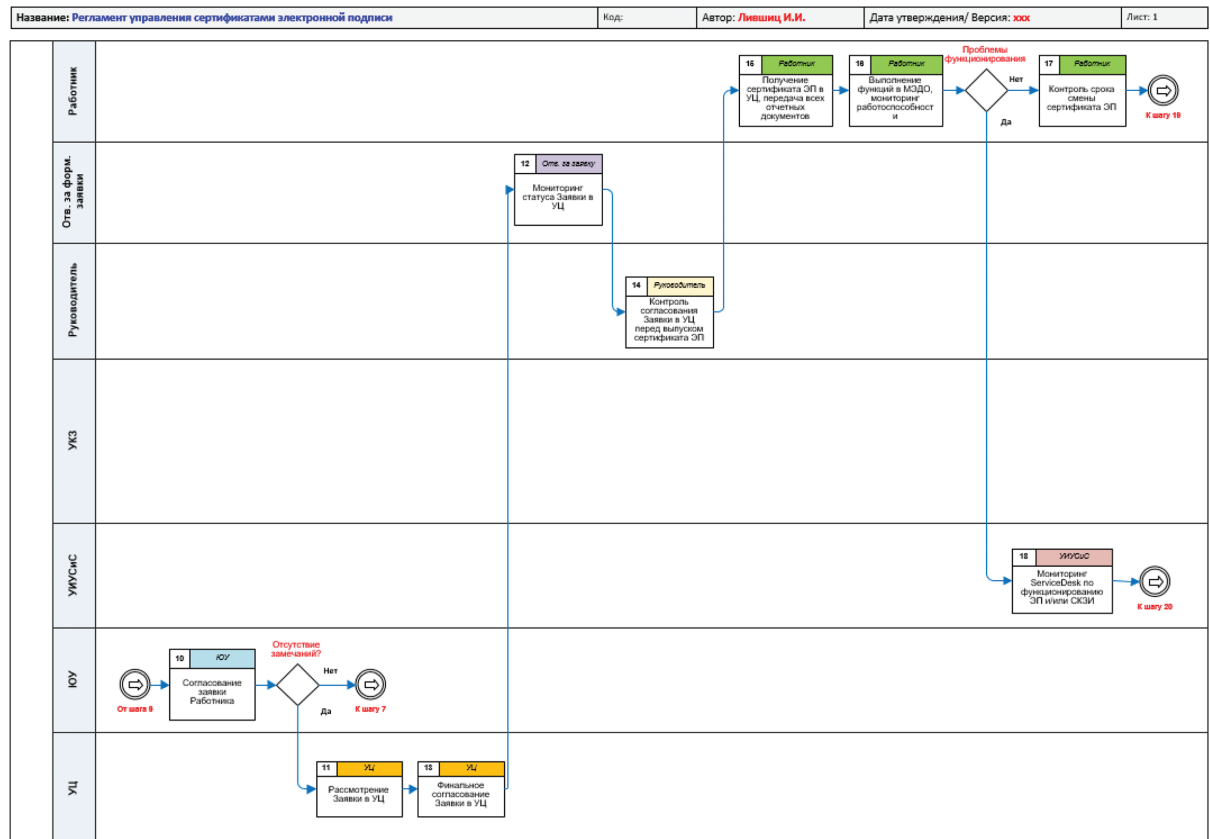 Название: Регламент управления сертификатами электронной подписи
Код:
Автор: Лившиц И.И.
Дата утверждения/ Версия: xxx
Лист: 1
Работник
15 Работник
Получение
сертификата ЭП в
УЦ, передача всех
отчетных
документов
16 Работник
Выполнение
функций в МЭДО,
мониторинг
работоспособност
и
Проблемы
функционирования
Нет
Да
17 Работник
Контроль срока
смены
сертификата ЭП
К шагу 19
Отв. за форм.
заявки
12 Отв. за заявку
Мониторинг
статуса Заявки в
УЦ
Руководитель
14 Руководитель
Контроль
согласования
Заявки в УЦ
перед выпуском
сертификата ЭП
УКЗ
УИУСиС
18 УИУСиС
Мониторинг
ServiceDesk по
функционированию
ЭП и/или СКЗИ
К шагу 20
ЮУ
От шага 9
10 ЮУ
Согласование
заявки
Работника
Отсутствие
замечаний?
Нет
Да
К шагу 7
УЦ
11 УЦ
Рассмотрение
Заявки в УЦ
13 УЦ
Финальное
согласование
Заявки в УЦ